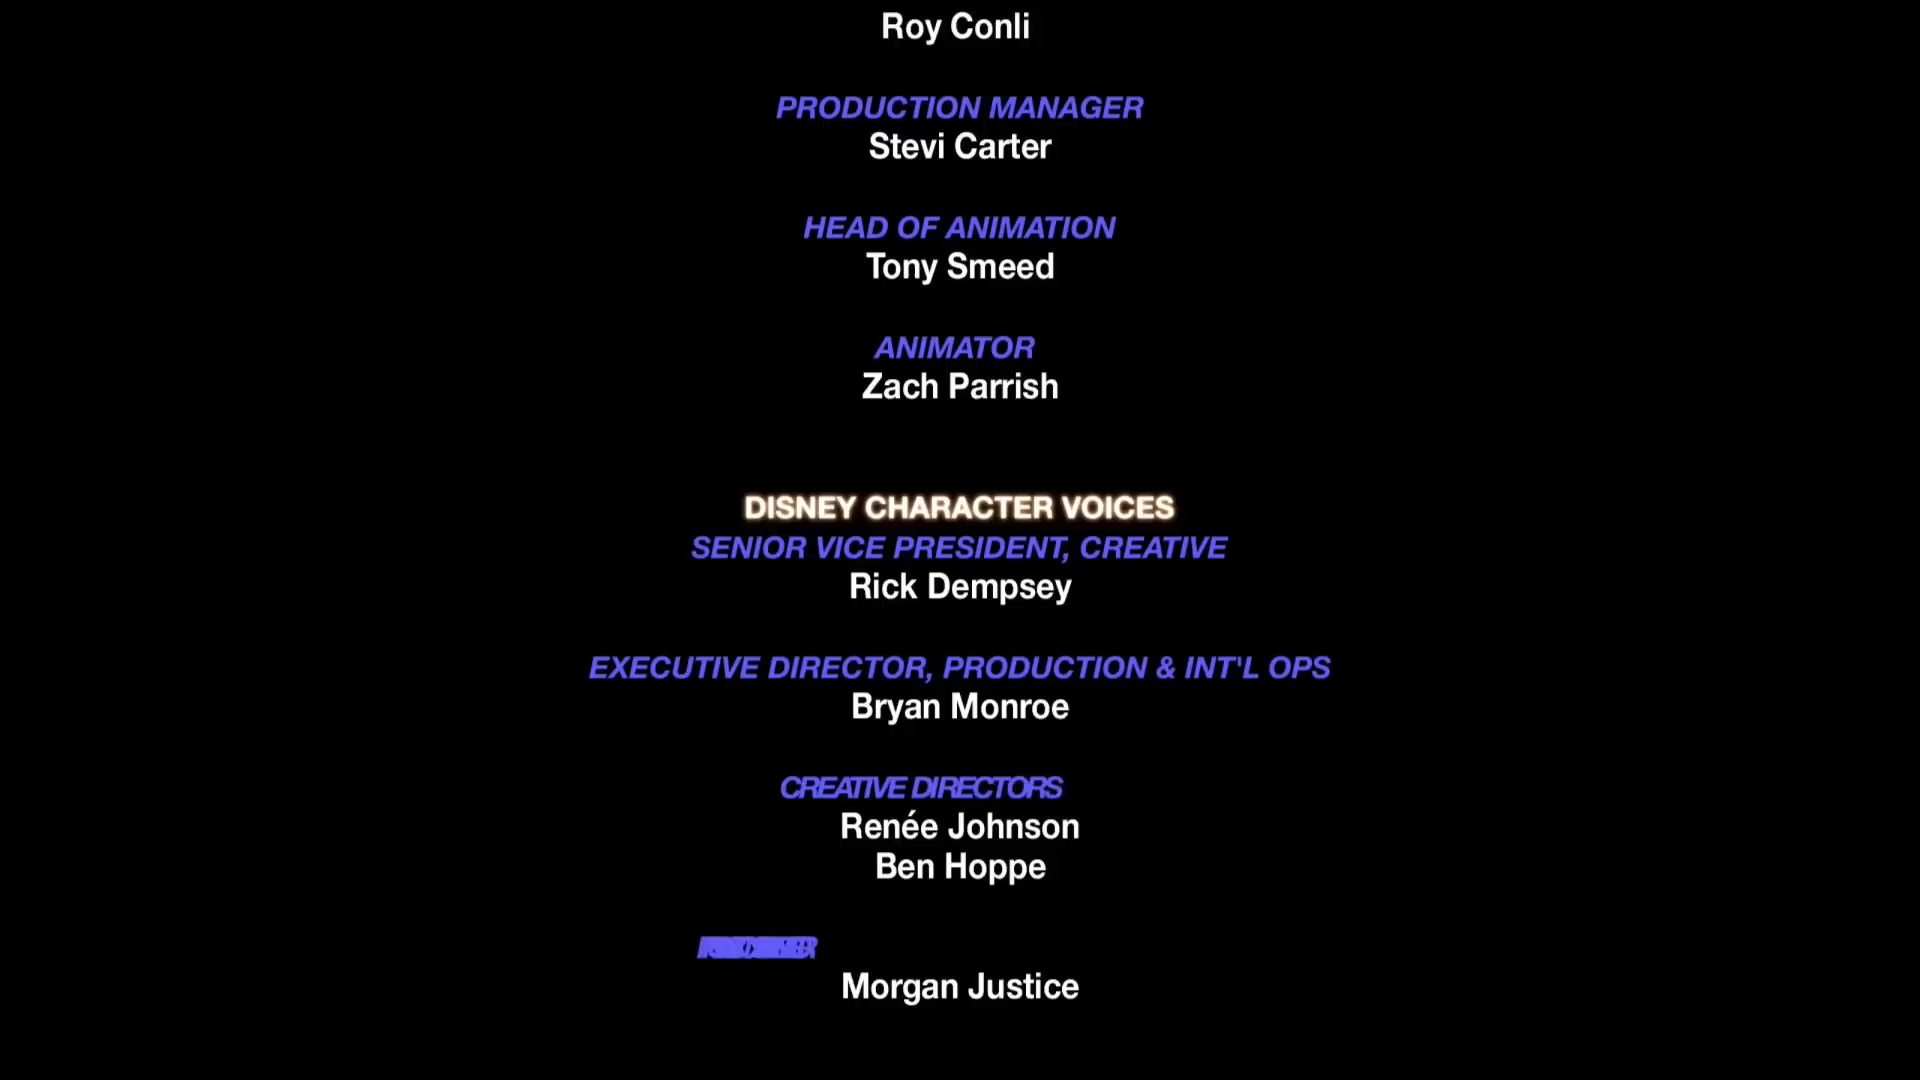 Roy Conli
PRODUCTION MANAGER
Stevi Carter
HEAD OF ANIMATION
Tony Smeed
ANIMATOR
Zach Parrish
DISNEY CHARACTER VOICES
SENIOR VICE PRESIDENT, CREATIVE
Rick Dempsey
EXECUTIVE DIRECTOR, PRODUCTION & INT'L OPS
Bryan Monroe
CREATIVE DIRECTORS
Renée Johnson
Ben Hoppe
Morgan Justice